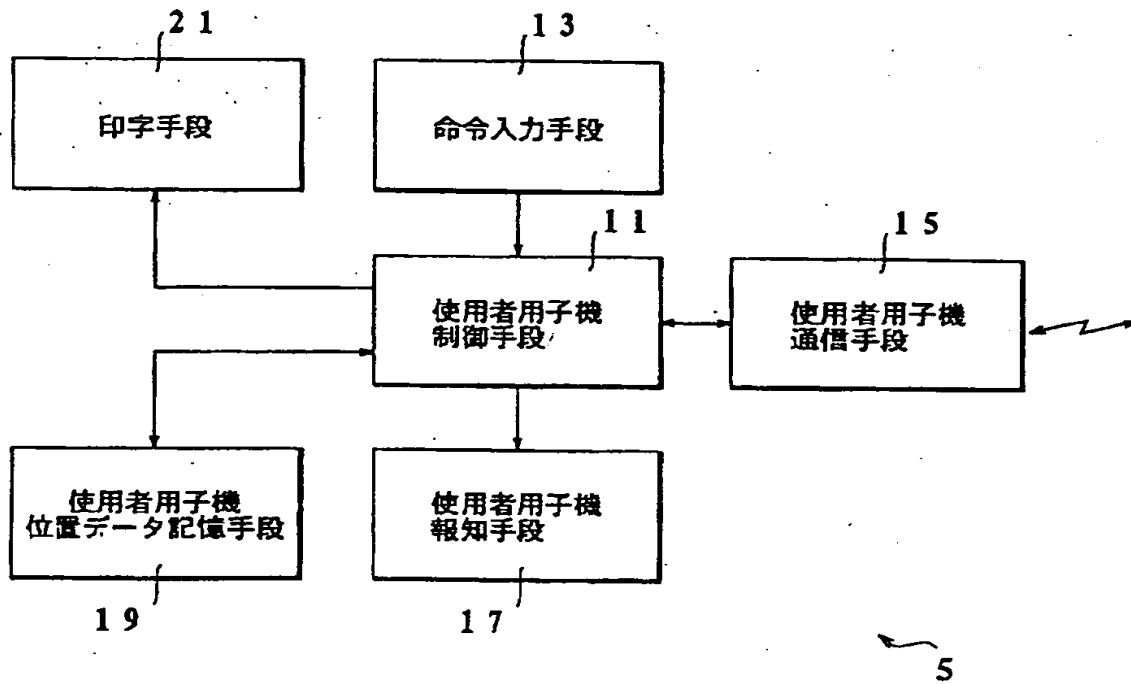 21
13
印字手段
命令入力手段
11
15
使用者用子機
制御手段
使用者用子機
通信手段
使用者用子機
位置データ記憶手段
使用者用子機
報知手段
19
17
5